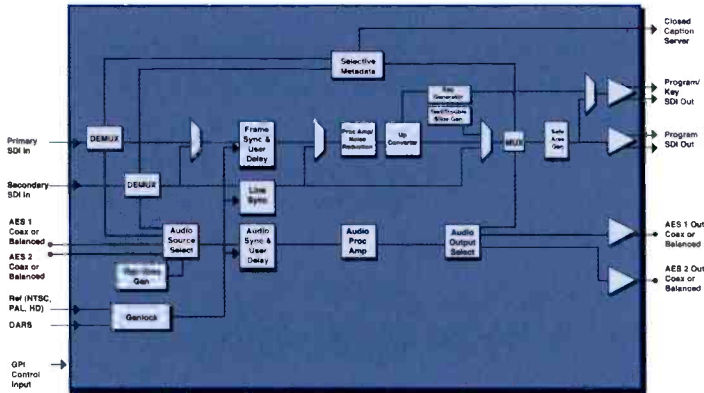 Closed
Caption
Server
Selective
Metadata
Program/
Key
SDI Out
Key
Generator
Frame
Sync &
User
Delay
Proc Amp/
Noise
Reduction
Up
Converter
MUX
Safe
Area
Gen
Program
SDI Out
Primary
SDI In
DEMUX
Secondary
SDI In
DEMUX
Line
Sync
AES 1
Coax or
Balanced
AES 2
Coax or
Balanced
Audio
Source
Select
Audio
Sync &
User
Delay
Audio
Proc
Amp
Audio
Output
Select
AES 1 Out
Coax or
Balanced
AES 2 Out
Coax or
Balanced
Gen
Ref (NTSC,
PAL, HD)
DARS
Genlock
GPI
Control
Input